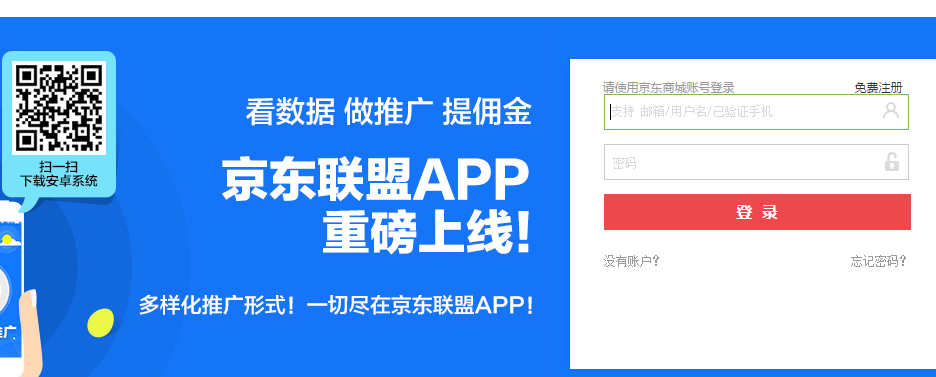 扫一扫
下载安卓系统
推广
看数据 做推广 提佣金
京东联盟APP
重磅上线!
多样化推广形式！一切尽在京东联盟APP！
请使用京东商城账号登录
免费注册
支持 邮箱/用户名/已验证手机
密码
登 录
没有账户?
忘记密码?